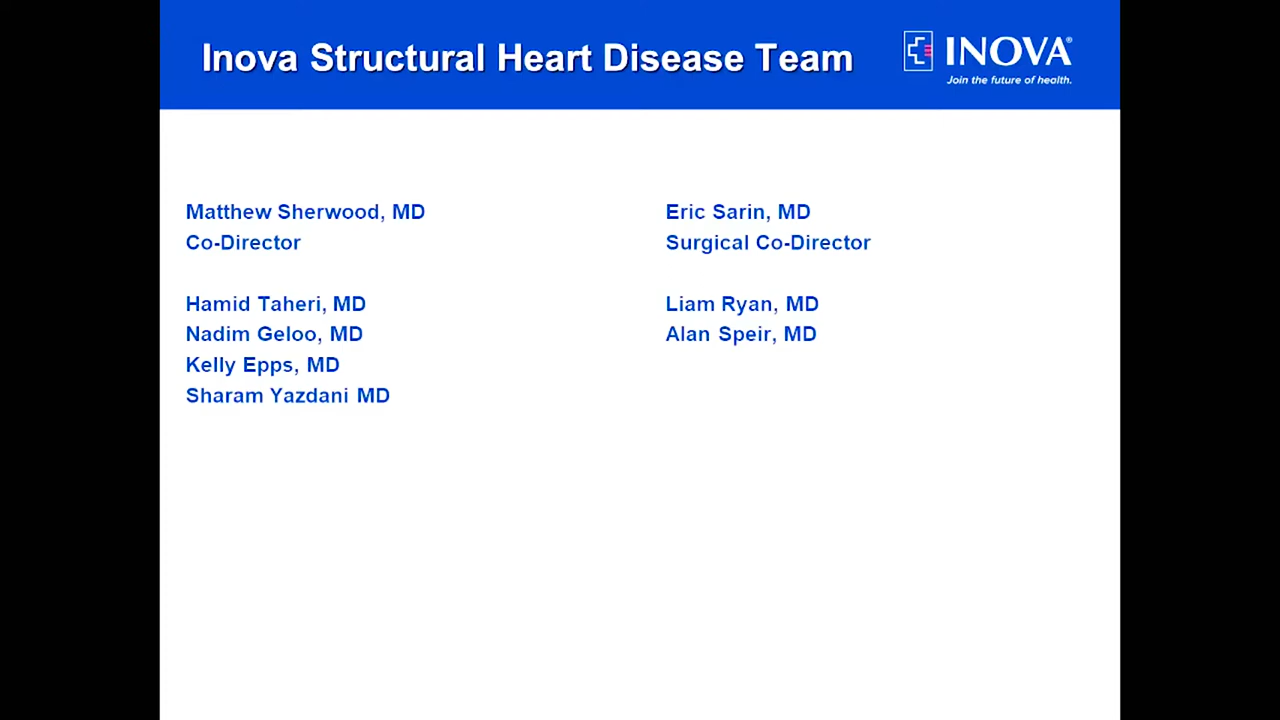 Inova Structural Heart Disease Team
INOVA®
Join the future of health.
Matthew Sherwood, MD
Co-Director
Hamid Taheri, MD
Nadim Geloo, MD
Kelly Epps, MD
Sharam Yazdani MD
Eric Sarin, MD
Surgical Co-Director
Liam Ryan, MD
Alan Speir, MD